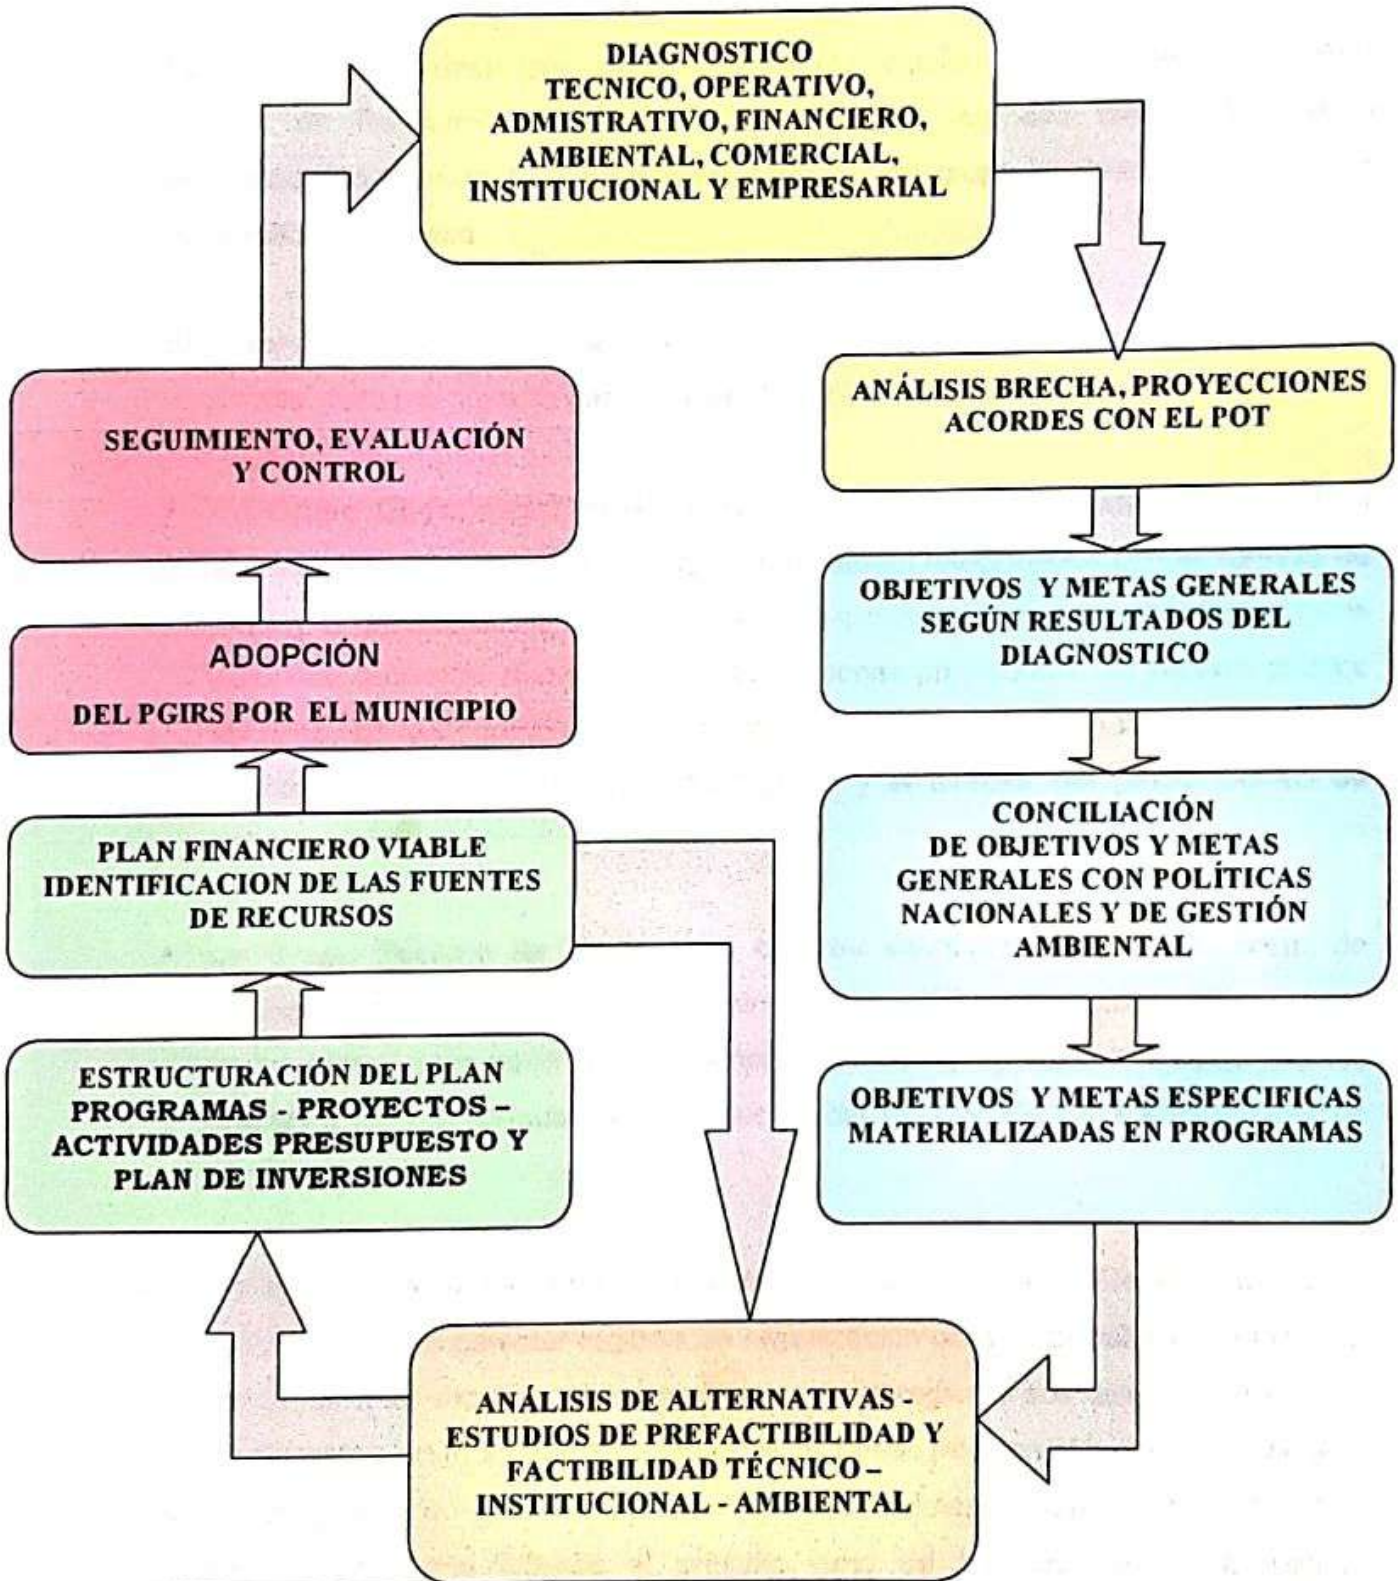 DIAGNOSTICO
TECNICO, OPERATIVO,
ADMISTRATIVO, FINANCIERO,
AMBIENTAL, COMERCIAL,
INSTITUCIONAL Y EMPRESARIAL
ANÁLISIS BRECHA, PROYECCIONES
ACORDES CON EL POT
OBJETIVOS Y METAS GENERALES
SEGÚN RESULTADOS DEL
DIAGNOSTICO
CONCILIACIÓN
DE OBJETIVOS Y METAS
GENERALES CON POLÍTICAS
NACIONALES Y DE GESTIÓN
AMBIENTAL
OBJETIVOS Y METAS ESPECIFICAS
MATERIALIZADAS EN PROGRAMAS
ANÁLISIS DE ALTERNATIVAS -
ESTUDIOS DE PREFACTIBILIDAD Y
FACTIBILIDAD TÉCNICO –
INSTITUCIONAL - AMBIENTAL
ESTRUCTURACIÓN DEL PLAN
PROGRAMAS - PROYECTOS –
ACTIVIDADES PRESUPUESTO Y
PLAN DE INVERSIONES
PLAN FINANCIERO VIABLE
IDENTIFICACION DE LAS FUENTES
DE RECURSOS
ADOPCIÓN
DEL PGIRS POR EL MUNICIPIO
SEGUIMIENTO, EVALUACIÓN
Y CONTROL